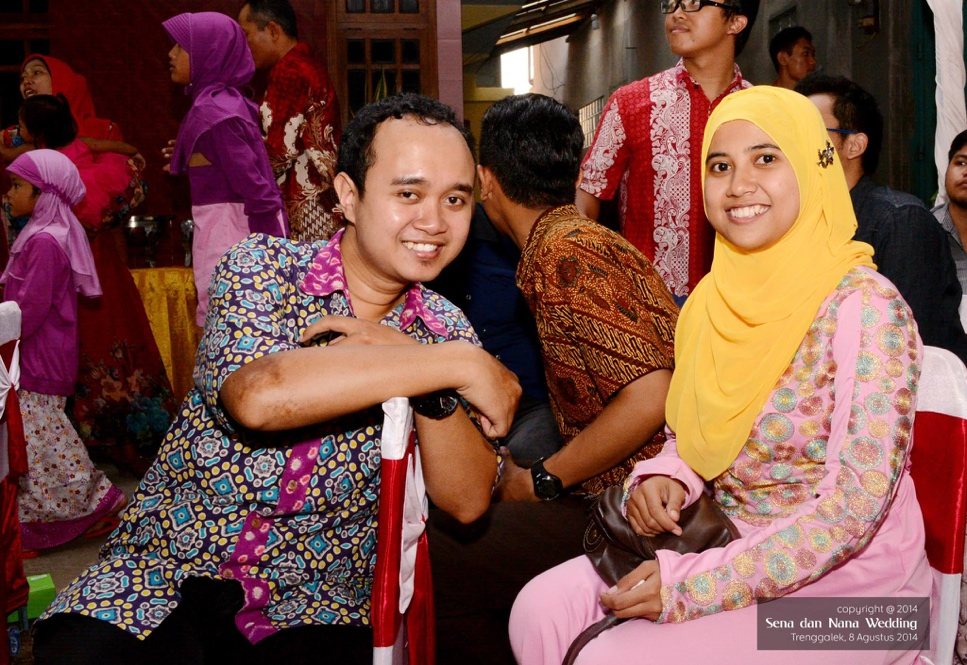 copyright @ 2014
Sena dan Nana Wedding
Trenggalek, 8 Agustus 2014